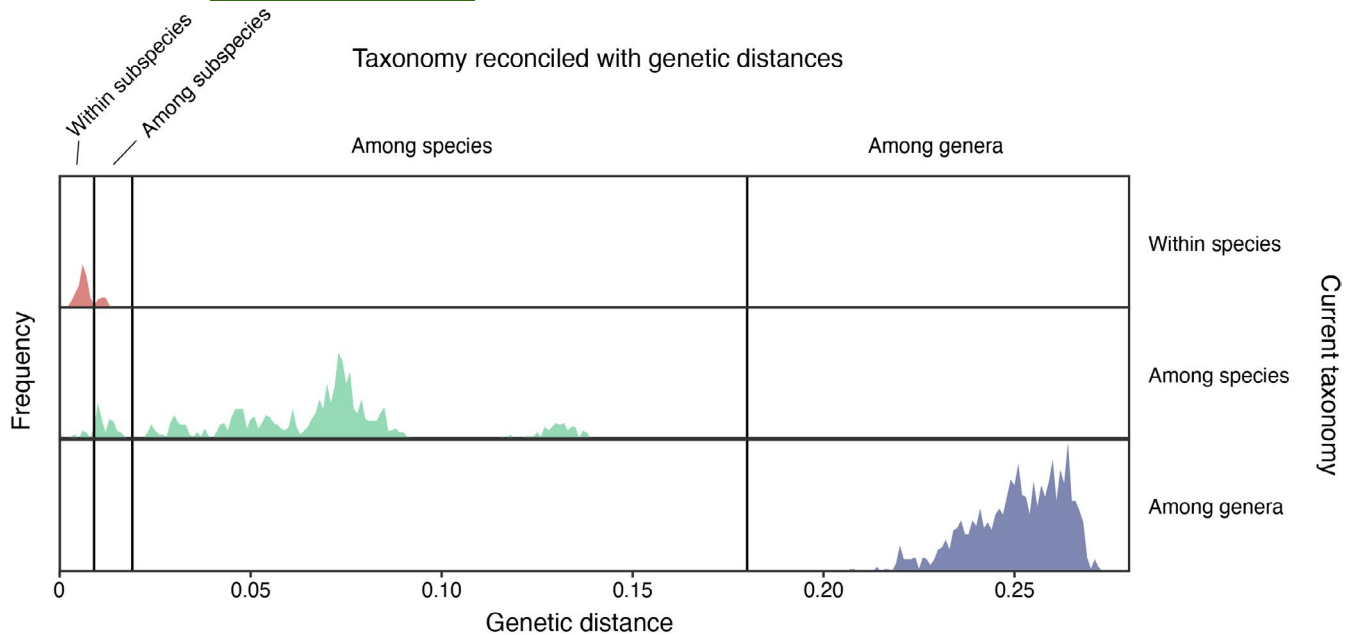 Within subspecies
Among subspecies
Taxonomy reconciled with genetic distances
Among species
Among genera
Within species
Among species
Among genera
Current taxonomy
Frequency
0
0.05
0.10
0.15
0.20
0.25
Genetic distance